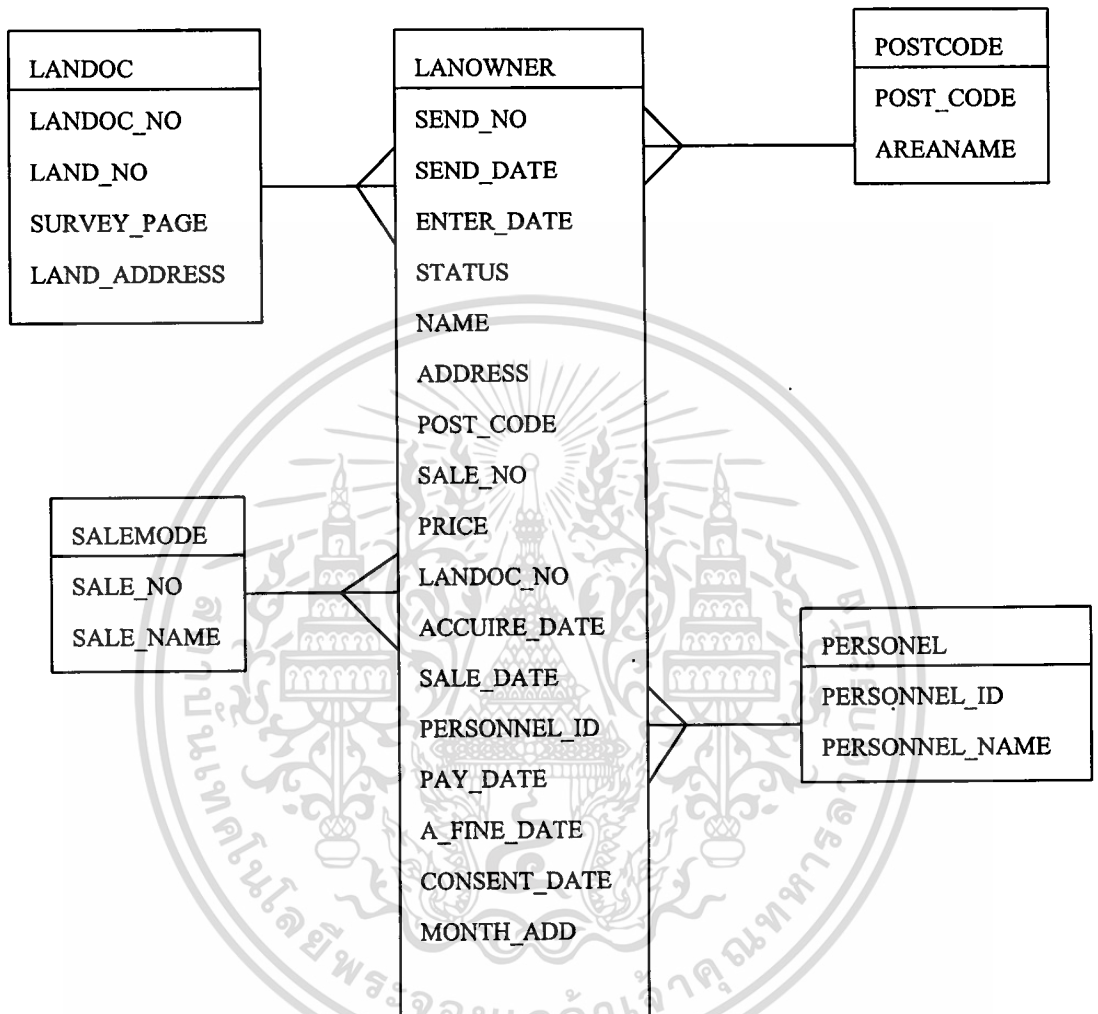 LANDOC
LANDOC_NO
LAND_NO
SURVEY_PAGE
LAND_ADDRESS
LANOWNER
SEND_NO
SEND_DATE
ENTER_DATE
STATUS
NAME
ADDRESS
POST_CODE
SALE_NO
PRICE
LANDOC_NO
ACCUIRE_DATE
SALE_DATE
PERSONNEL_ID
PAY_DATE
A_FINE_DATE
CONSENT_DATE
MONTH_ADD
POSTCODE
POST_CODE
AREANAME
SALEMODE
SALE_NO
SALE_NAME
PERSONEL
PERSONNEL_ID
PERSONNEL_NAME